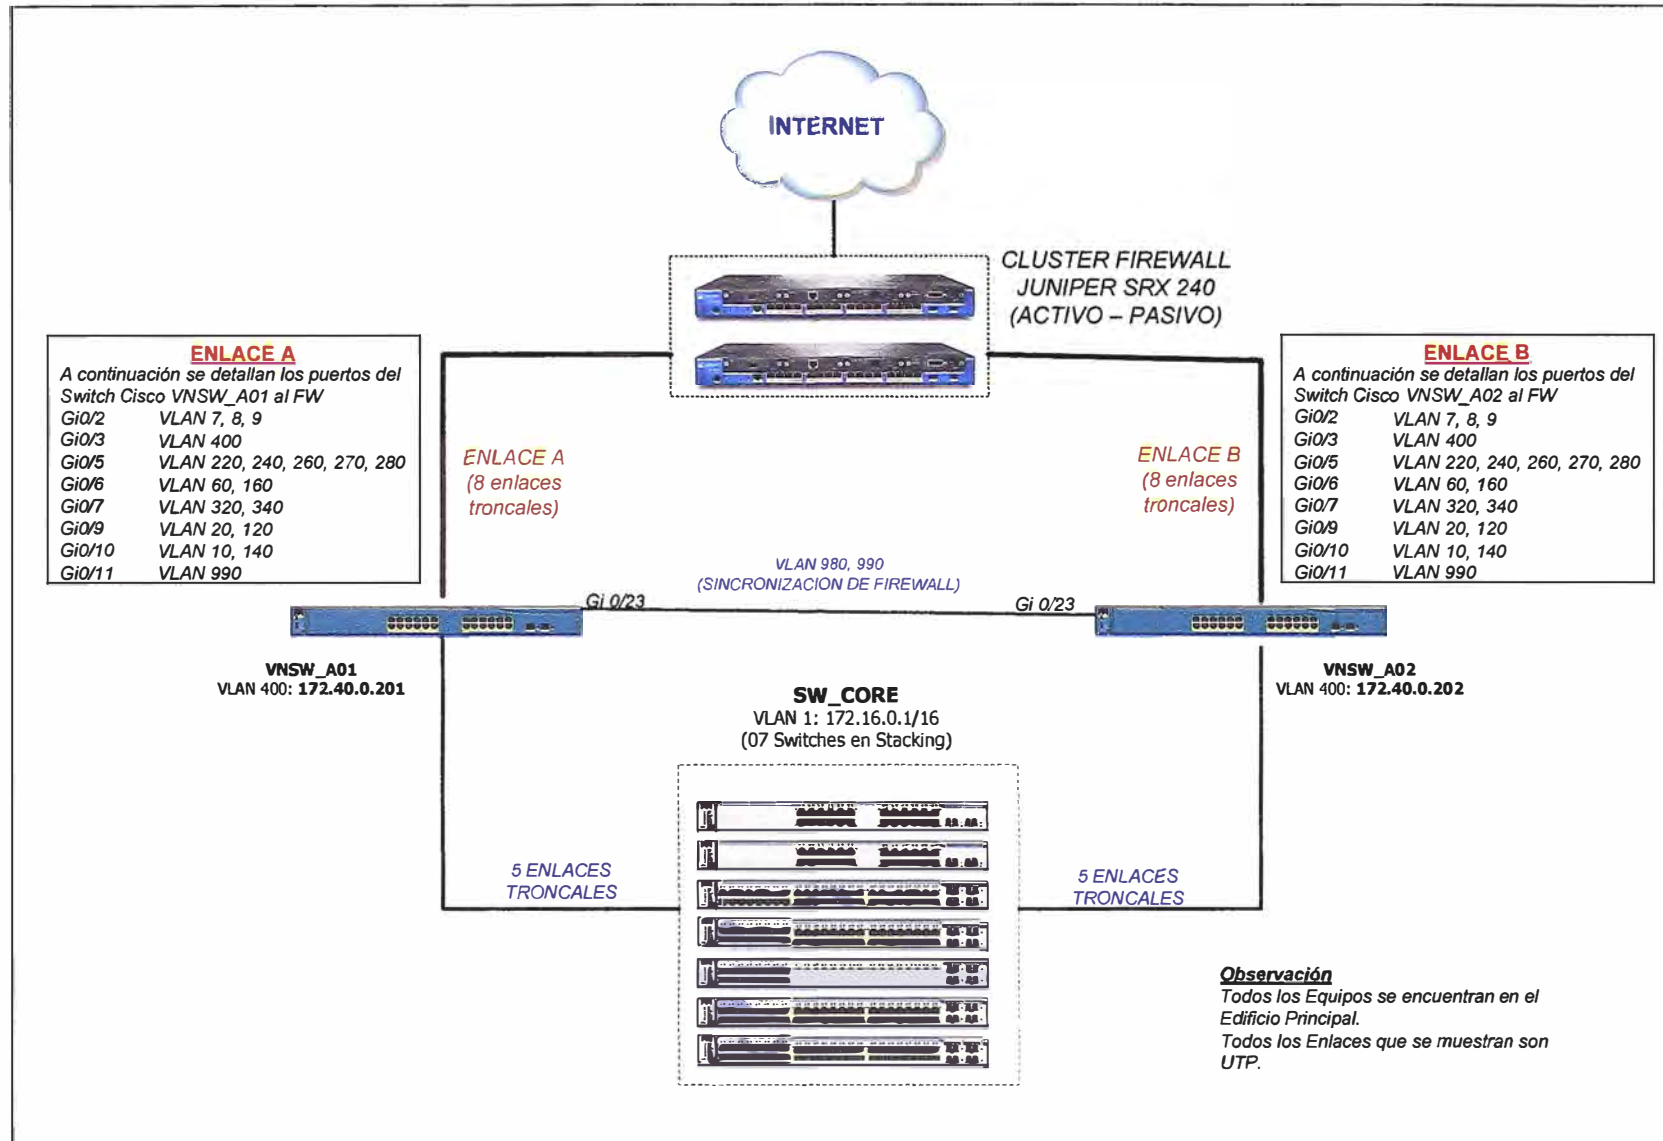 INTERNET
CLUSTER FIREWALL
JUNIPER SRX 240
(ACTIVO – PASIVO)
ENLACE A
A continuación se detallan los puertos del
Switch Cisco VNSW_A01 al FW
Gi0/2 VLAN 7, 8, 9
Gi0/3 VLAN 400
Gi0/5 VLAN 220, 240, 260, 270, 280
Gi0/6 VLAN 60, 160
Gi0/7 VLAN 320, 340
Gi0/9 VLAN 20, 120
Gi0/10 VLAN 10, 140
Gi0/11 VLAN 990
ENLACE A
(8 enlaces
troncales)
ENLACE B
(8 enlaces
troncales)
ENLACE B
A continuación se detallan los puertos del
Switch Cisco VNSW_A02 al FW
Gi0/2 VLAN 7, 8, 9
Gi0/3 VLAN 400
Gi0/5 VLAN 220, 240, 260, 270, 280
Gi0/6 VLAN 60, 160
Gi0/7 VLAN 320, 340
Gi0/9 VLAN 20, 120
Gi0/10 VLAN 10, 140
Gi0/11 VLAN 990
VLAN 980, 990
(SINCRONIZACION DE FIREWALL)
Gi 0/23
Gi 0/23
VNSW_A01
VLAN 400: 172.40.0.201
VNSW_A02
VLAN 400: 172.40.0.202
SW_CORE
VLAN 1: 172.16.0.1/16
(07 Switches en Stacking)
5 ENLACES
TRONCALES
5 ENLACES
TRONCALES
Observación
Todos los Equipos se encuentran en el
Edificio Principal.
Todos los Enlaces que se muestran son
UTP.